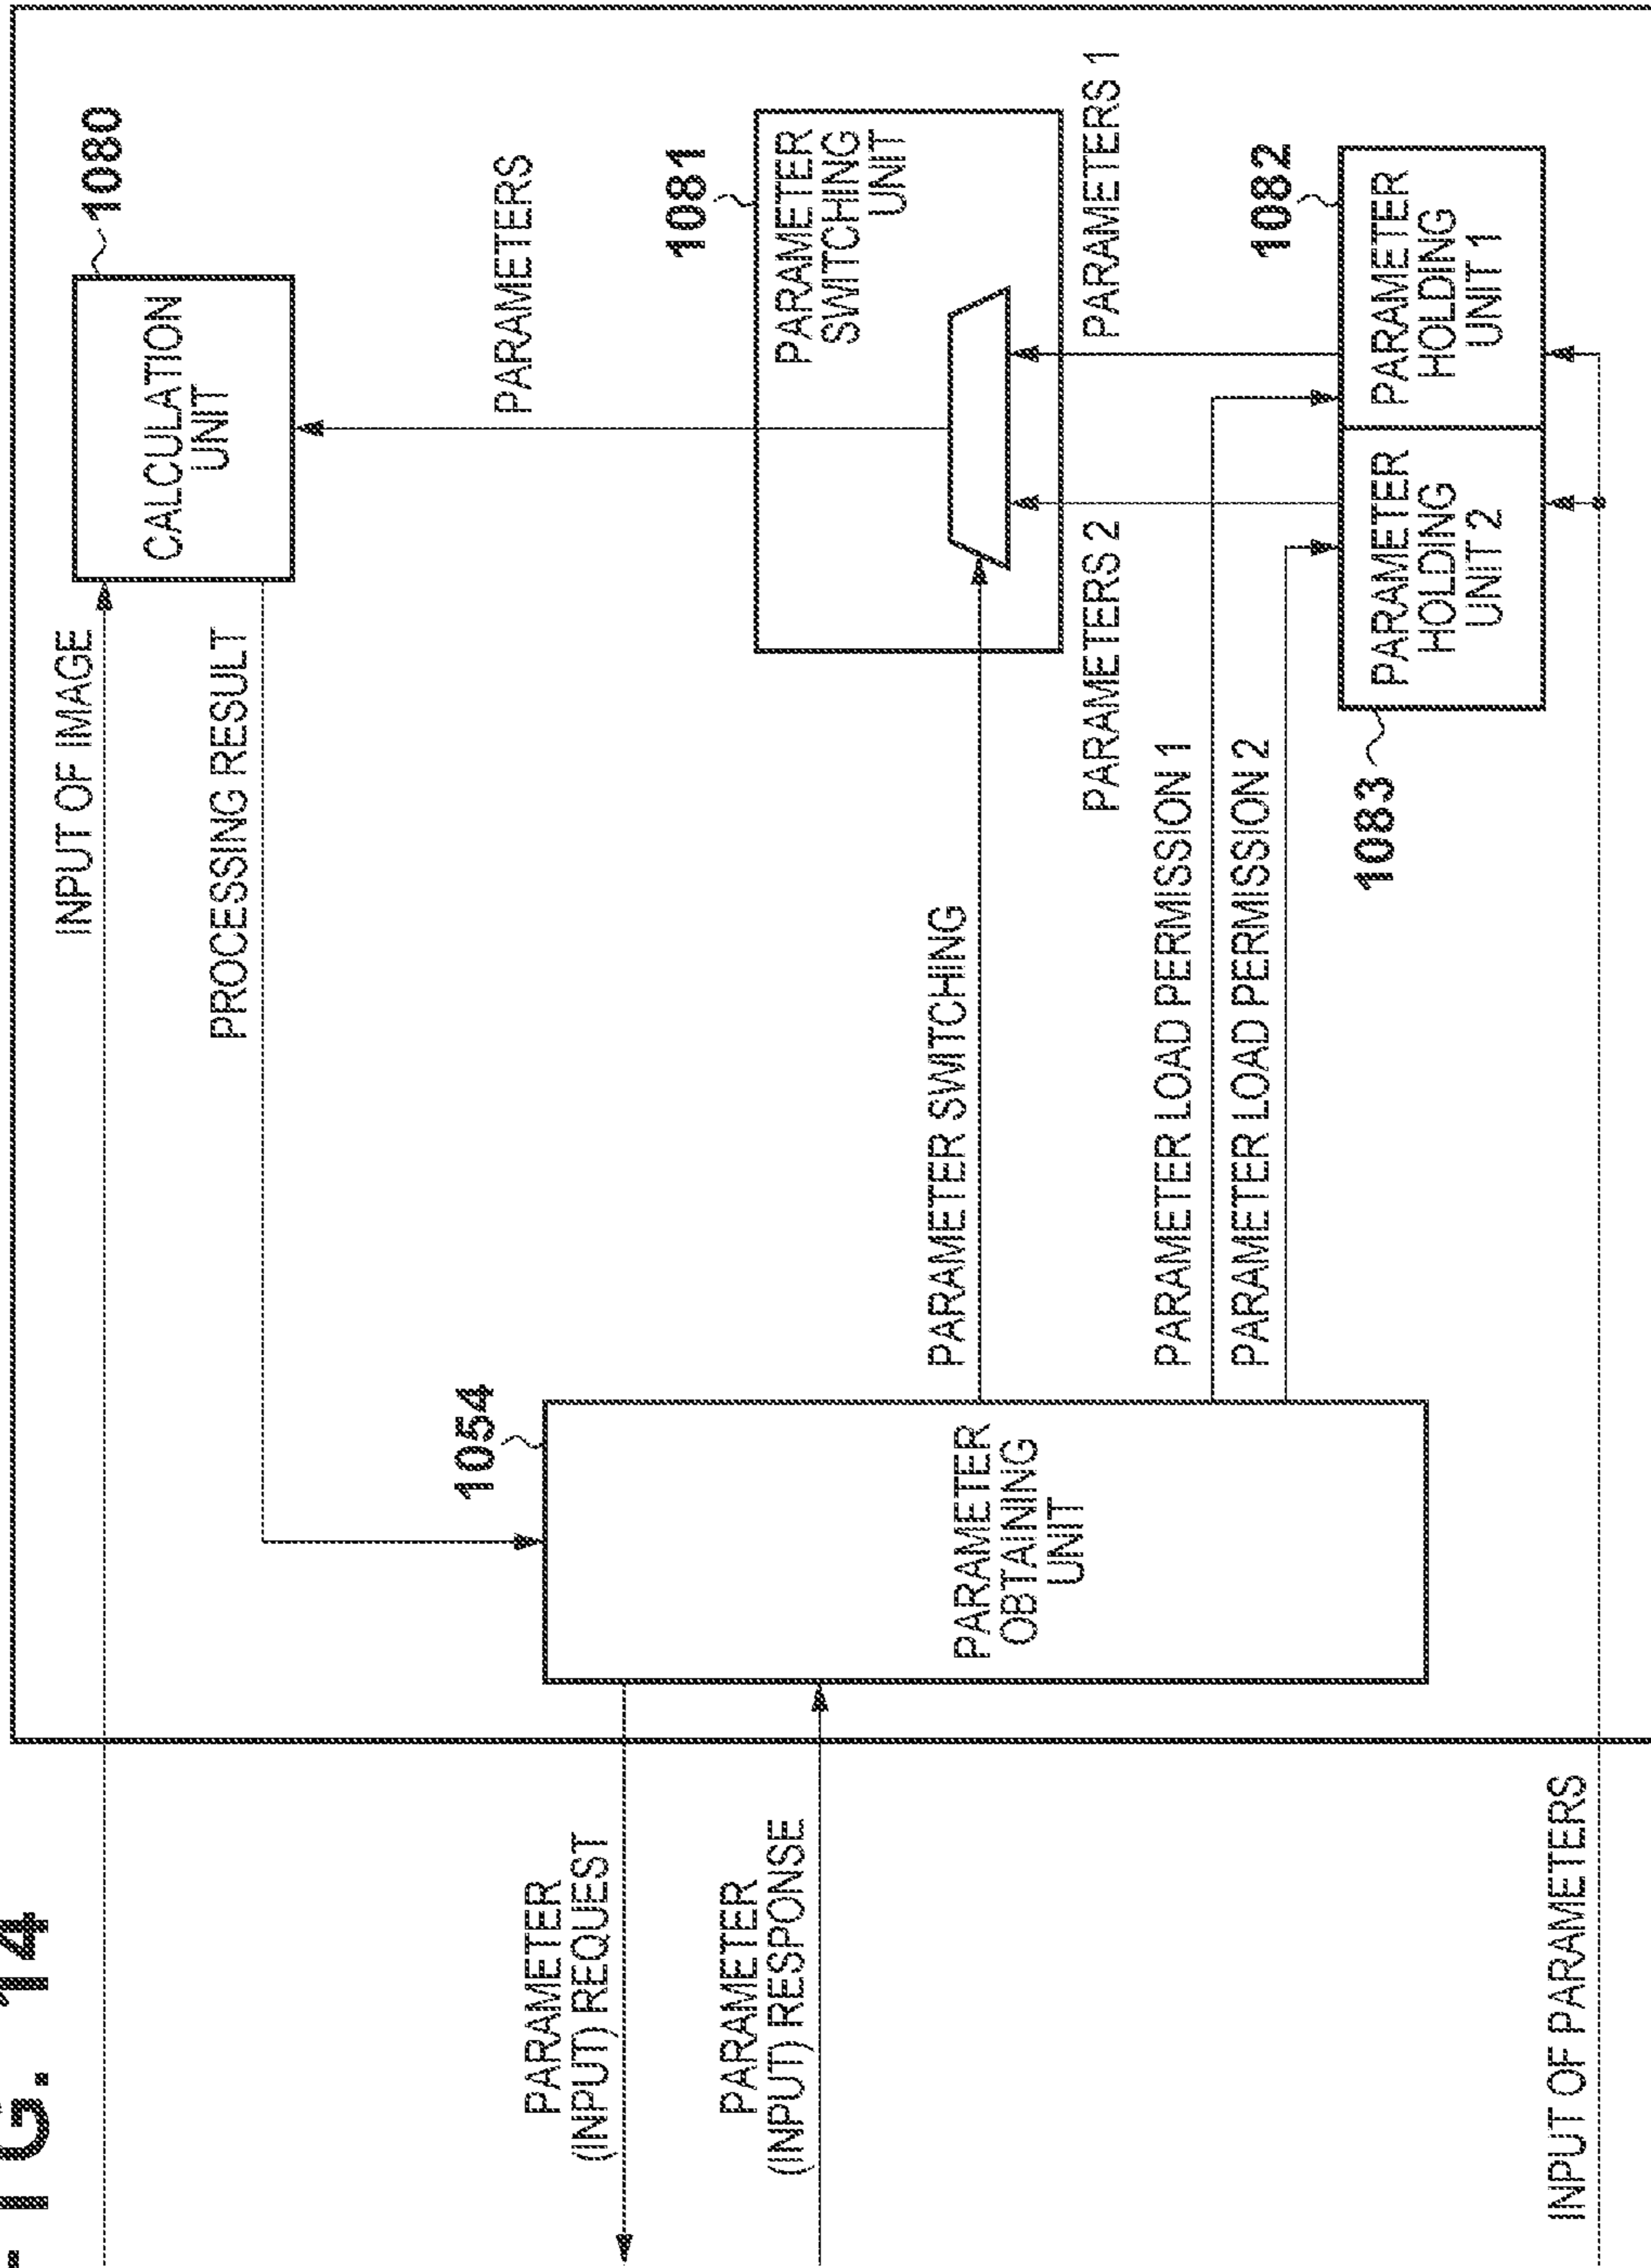 FIG. 14
INPUT OF IMAGE
1080
CALCULATION
UNIT
PROCESSING RESULT
1054
PARAMETERS
PARAMETER
(INPUT) REQUEST
1081
PARAMETER
(INPUT) RESPONSE
PARAMETER
SWITCHING
UNIT
PARAMETER SWITCHING
PARAMETER
OBTAINING
UNIT
PARAMETERS 2
PARAMETERS 1
PARAMETER LOAD PERMISSION 1
PARAMETER LOAD PERMISSION 2
1082
1083
PARAMETER
HOLDING
UNIT 2
PARAMETER
HOLDING
UNIT 1
INPUT OF PARAMETERS